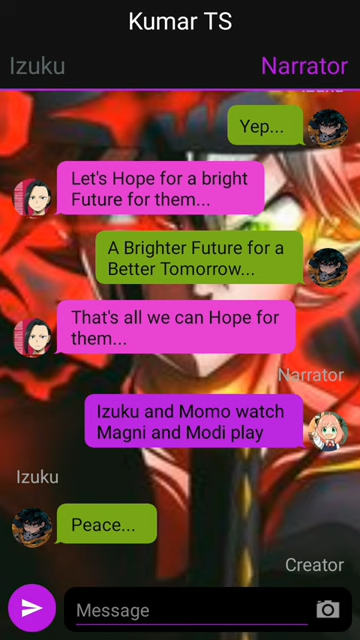 Kumar TS
Izuku
Narrator
Yep...
Let's Hope for a bright
Future for them...
A Brighter Future for a
Better Tomorrow...
That's all we can Hope for
them...
Narrator
Izuku and Momo watch
Magni and Modi play
Izuku
Peace...
Creator
Message